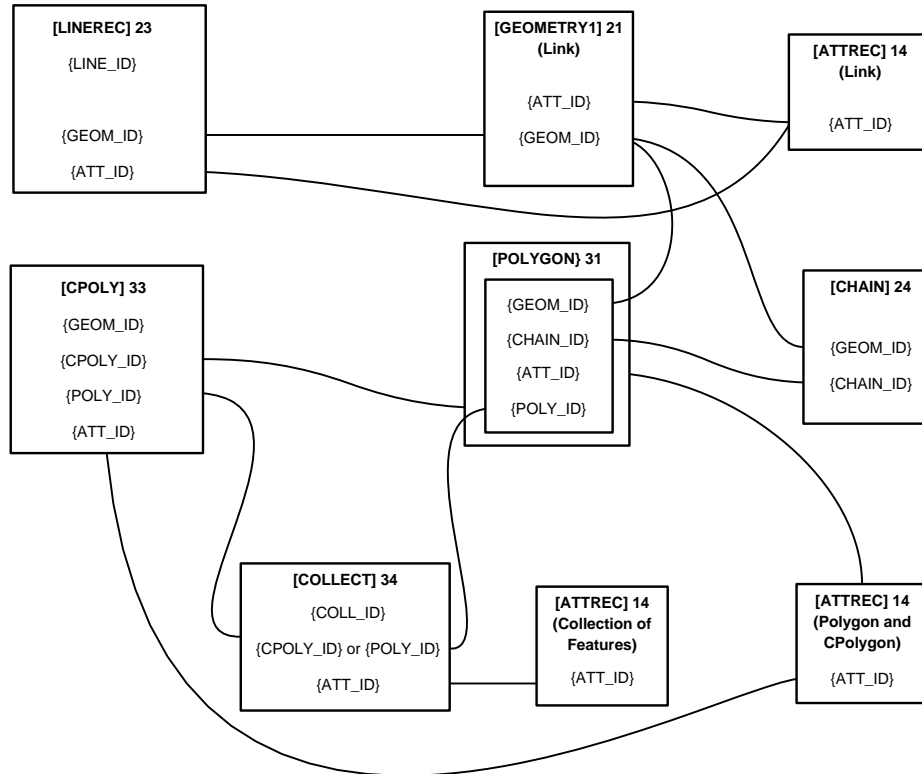 [LINEREC] 23
{LINE_ID}
{GEOM_ID}
{ATT_ID}
[GEOMETRY1] 21
(Link)
{ATT_ID}
{GEOM_ID}
[ATTREC] 14
(Link)
{ATT_ID}
[CPOLY] 33
{GEOM_ID}
{CPOLY_ID}
{POLY_ID}
{ATT_ID}
[POLYGON} 31
{GEOM_ID}
{CHAIN_ID}
{ATT_ID}
{POLY_ID}
[CHAIN] 24
{GEOM_ID}
{CHAIN_ID}
[COLLECT] 34
{COLL_ID}
{CPOLY_ID} or {POLY_ID}
{ATT_ID}
[ATTREC] 14
(Collection of
Features)
{ATT_ID}
[ATTREC] 14
(Polygon and
CPolygon)
{ATT_ID}